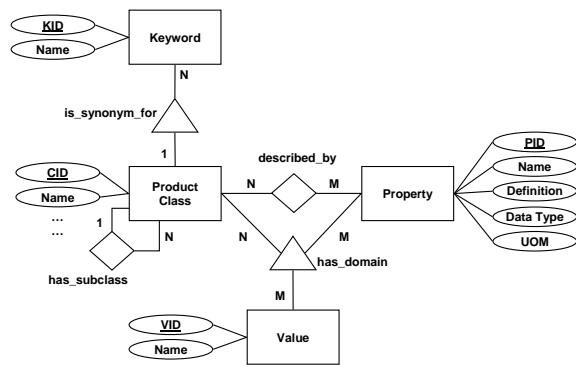 KID
Name
Keyword
N
is_synonym_for
1
CID
Name
...
...
Product
Class
1
N
has_subclass
described_by
N
M
Property
PID
Name
Definition
Data Type
UOM
N
M
has_domain
M
VID
Name
Value